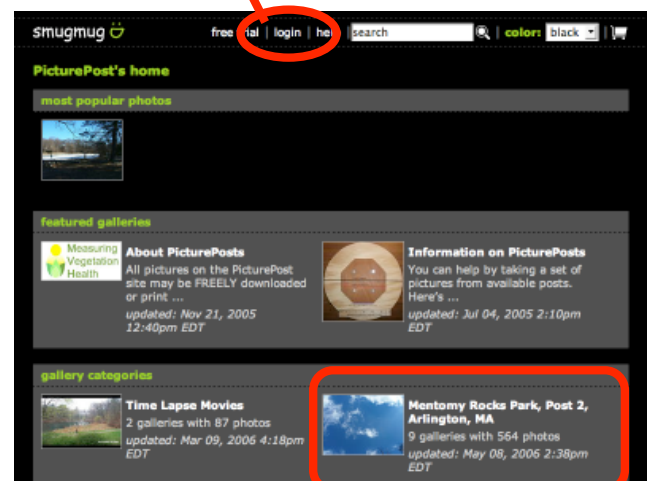 smugmug free trial | login | help | search | color: black |
PicturePost's home
most popular photos
featured galleries
Measuring
Vegetation
Health
About PicturePosts
All pictures on the PicturePost
site may be FREELY downloaded
or print ...
updated: Nov 21, 2005
12:40pm EDT
Information on PicturePosts
You can help by taking a set of
pictures from available posts.
Here's ...
updated: Jul 04, 2005 2:10pm
EDT
gallery categories
Time Lapse Movies
2 galleries with 87 photos
updated: Mar 09, 2006 4:18pm
EDT
Mentomy Rocks Park, Post 2,
Arlington, MA
9 galleries with 564 photos
updated: May 08, 2006 2:38pm
EDT